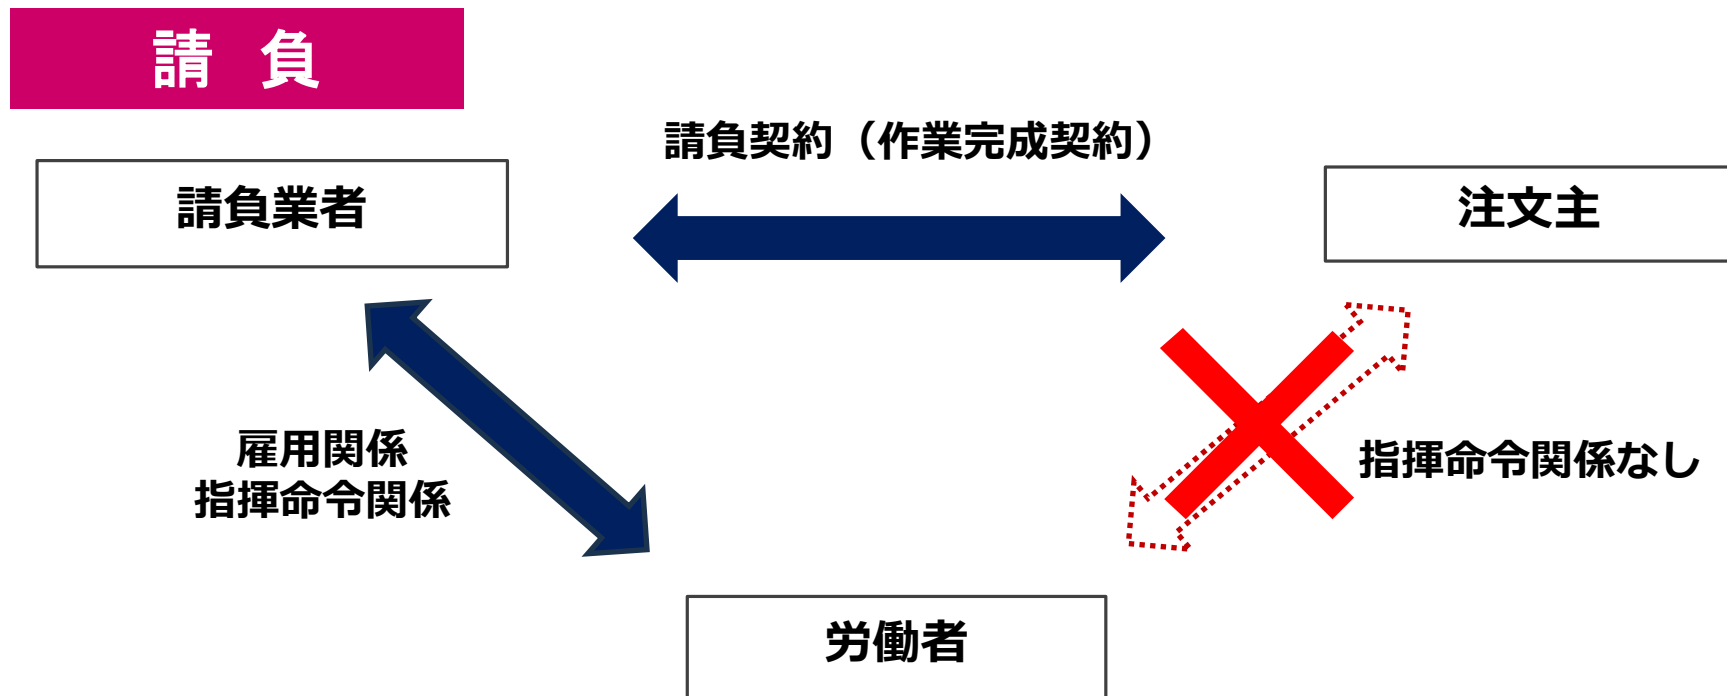 請 負
請負契約（作業完成契約）
請負業者
注文主
雇用関係
指揮命令関係
指揮命令関係なし
労働者